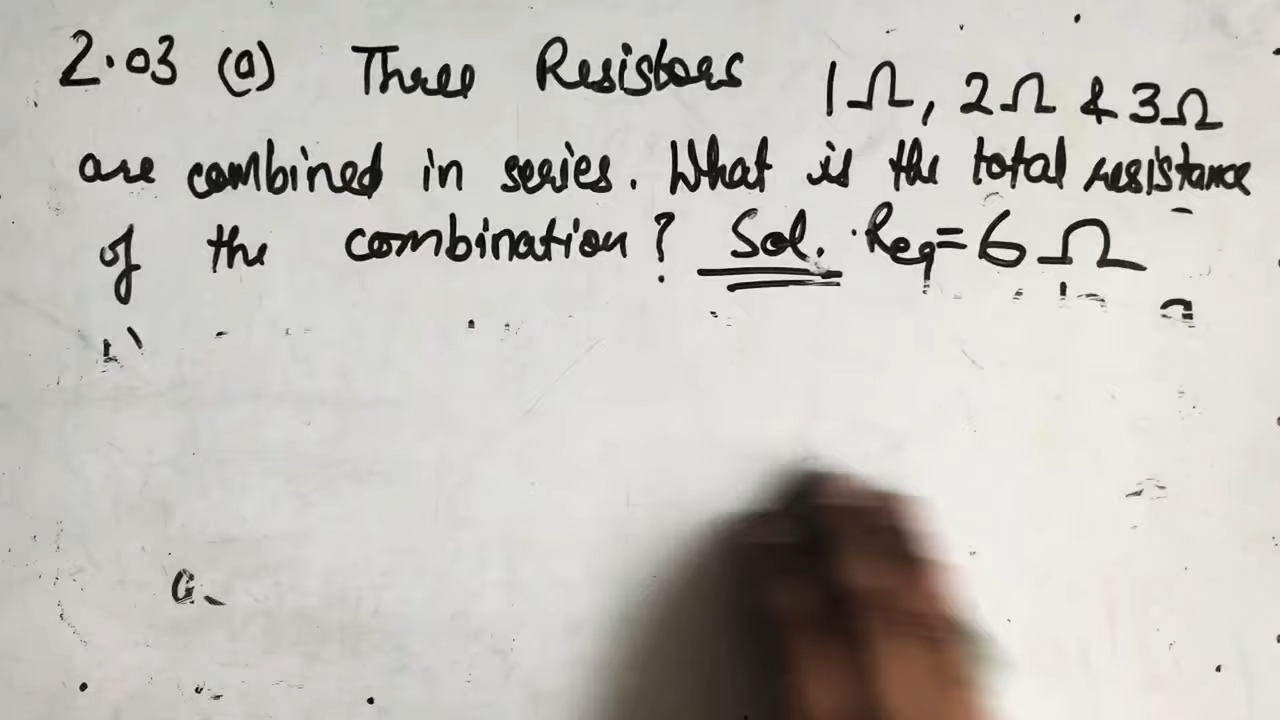 2.03 (a) Three Resistors 1Ω, 2Ω & 3Ω
are combined in series. What is the total resistance
of the combination? Sol. Req=6Ω